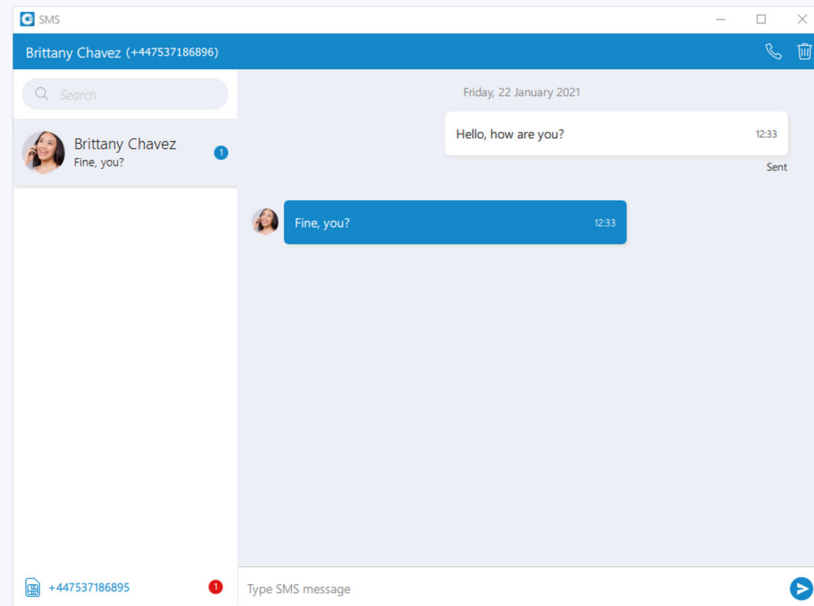 SMS
Brittany Chavez (+447537186896)
Search
Brittany Chavez
Fine, you?
1
+447537186895
1
Friday, 22 January 2021
Hello, how are you? 12:33
Sent
Fine, you? 12:33
Type SMS message